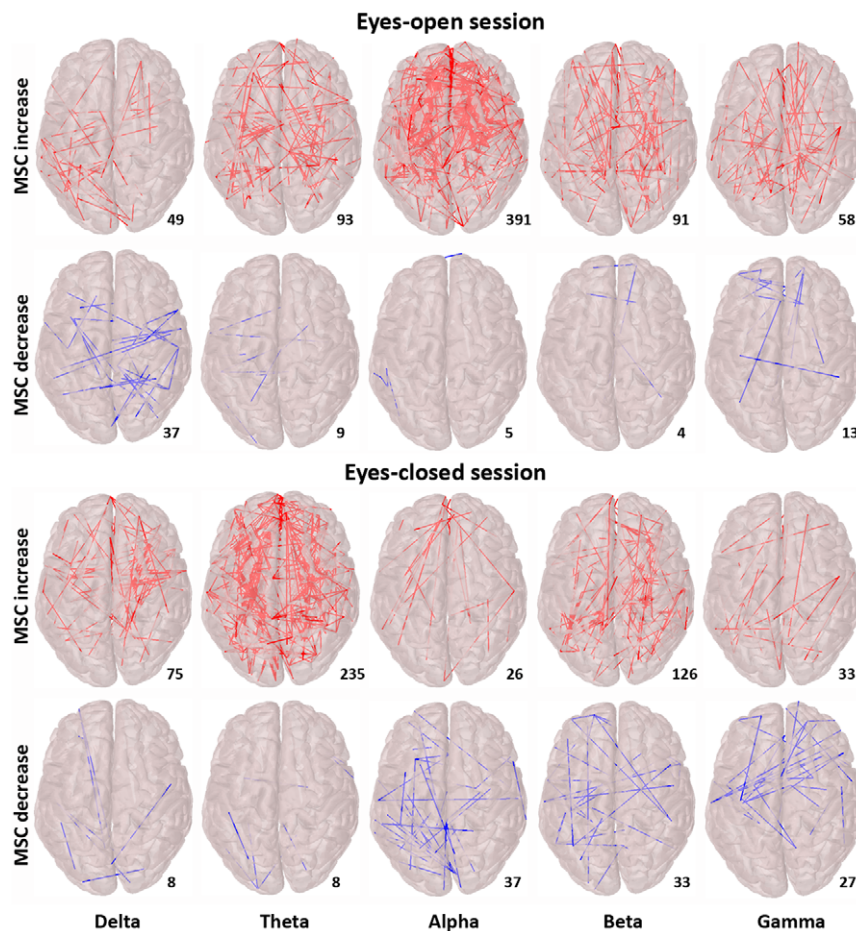 Eyes-open session
MSC increase
49 93 391 91 58
MSC decrease
37 9 5 4 13
Eyes-closed session
MSC increase
75 235 26 126 33
MSC decrease
8 8 37 33 27
Delta Theta Alpha Beta Gamma